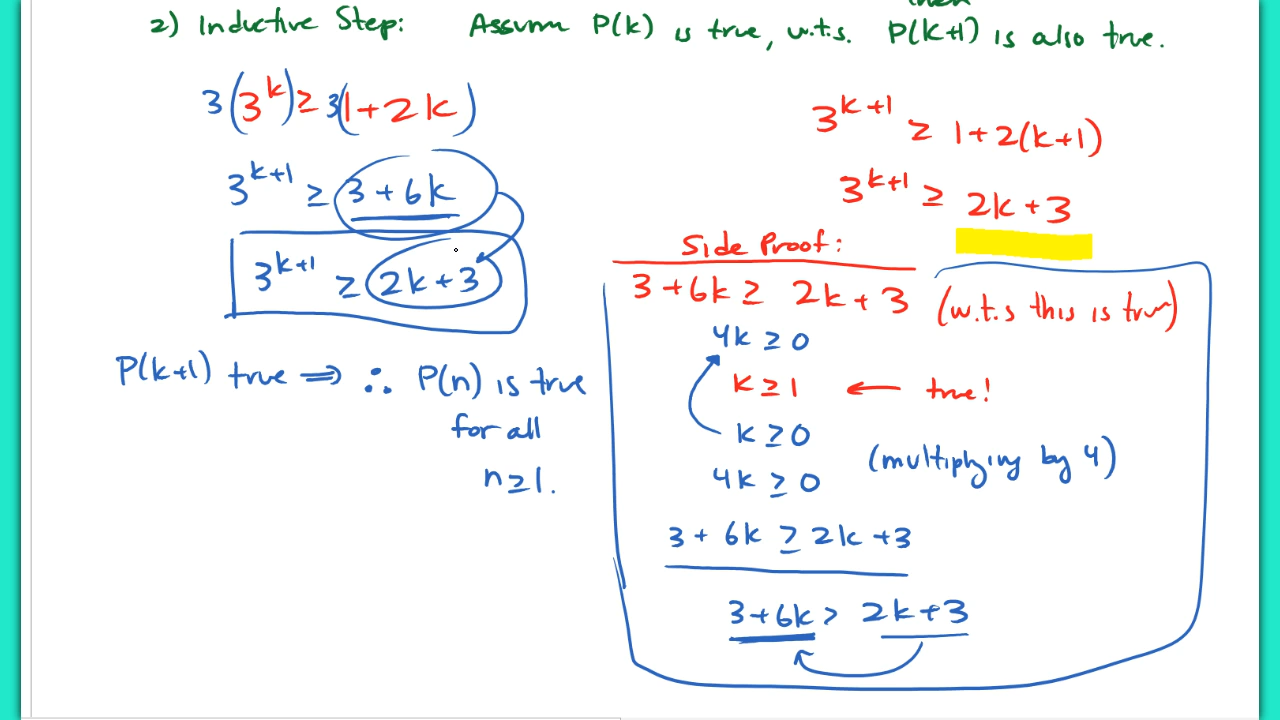 then
2) Inductive Step: Assum P(k) is true, w.t.s. P(k+1) is also true.
3(3^k) ≥ 3(1+2k)
3^{k+1} ≥ 3+6k
3^{k+1} ≥ 2k+3
P(k+1) true ⟹ ∴ P(n) is true
for all
n≥1.
3^{k+1} ≥ 1+2(k+1)
3^{k+1} ≥ 2k+3
Side Proof:
3+6k ≥ 2k+3 (w.t.s this is true)
4k ≥ 0
k ≥ 1 ← true!
k ≥ 0
4k ≥ 0 (multiplying by 4)
3+6k ≥ 2k+3
3+6k > 2k+3